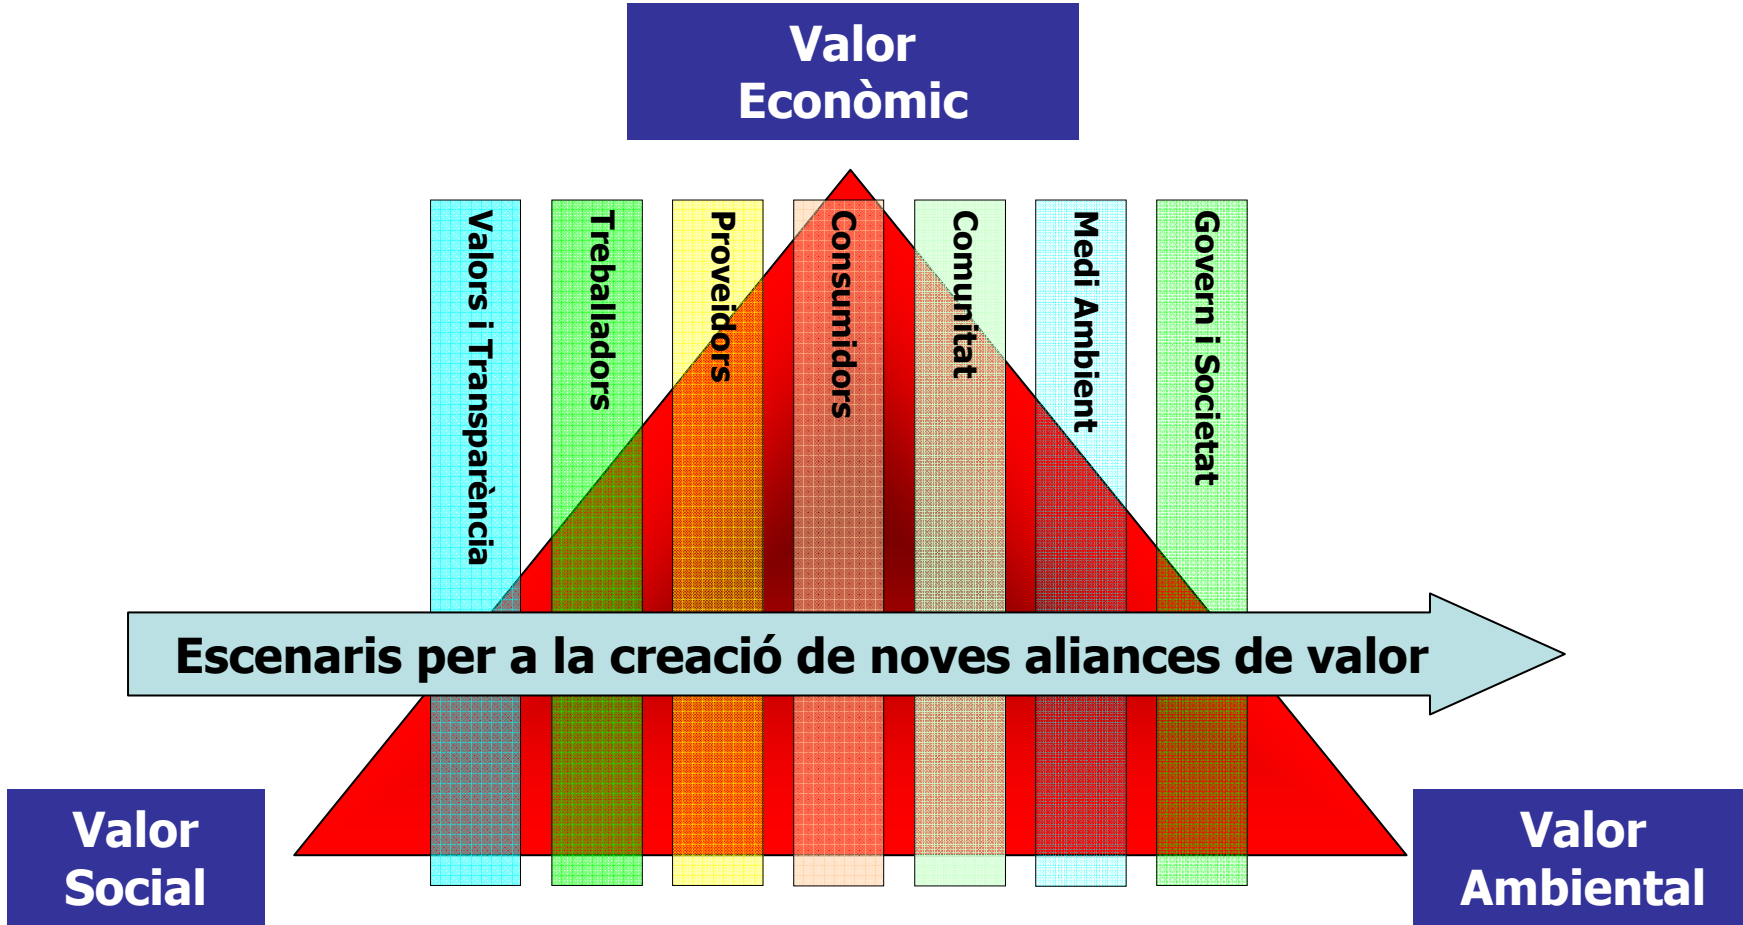 Valor
Econòmic
Valors i Transparència
Treballadors
Proveidors
Consumidors
Comunitat
Medi Ambient
Govern i Societat
Escenaris per a la creació de noves aliances de valor
Valor
Social
Valor
Ambiental